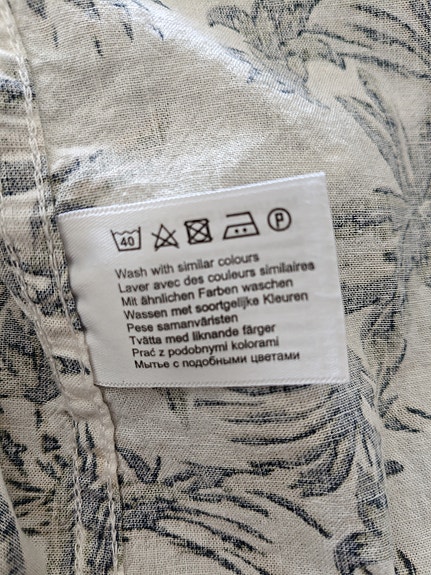 40 P
Wash with similar colours
Laver avec des couleurs similaires
Mit ähnlichen Farben waschen
Wassen met soortgelijke Kleuren
Pese samanväristen
Tvätta med liknande färger
Prać z podobnymi kolorami
Мытье с подобными цветами